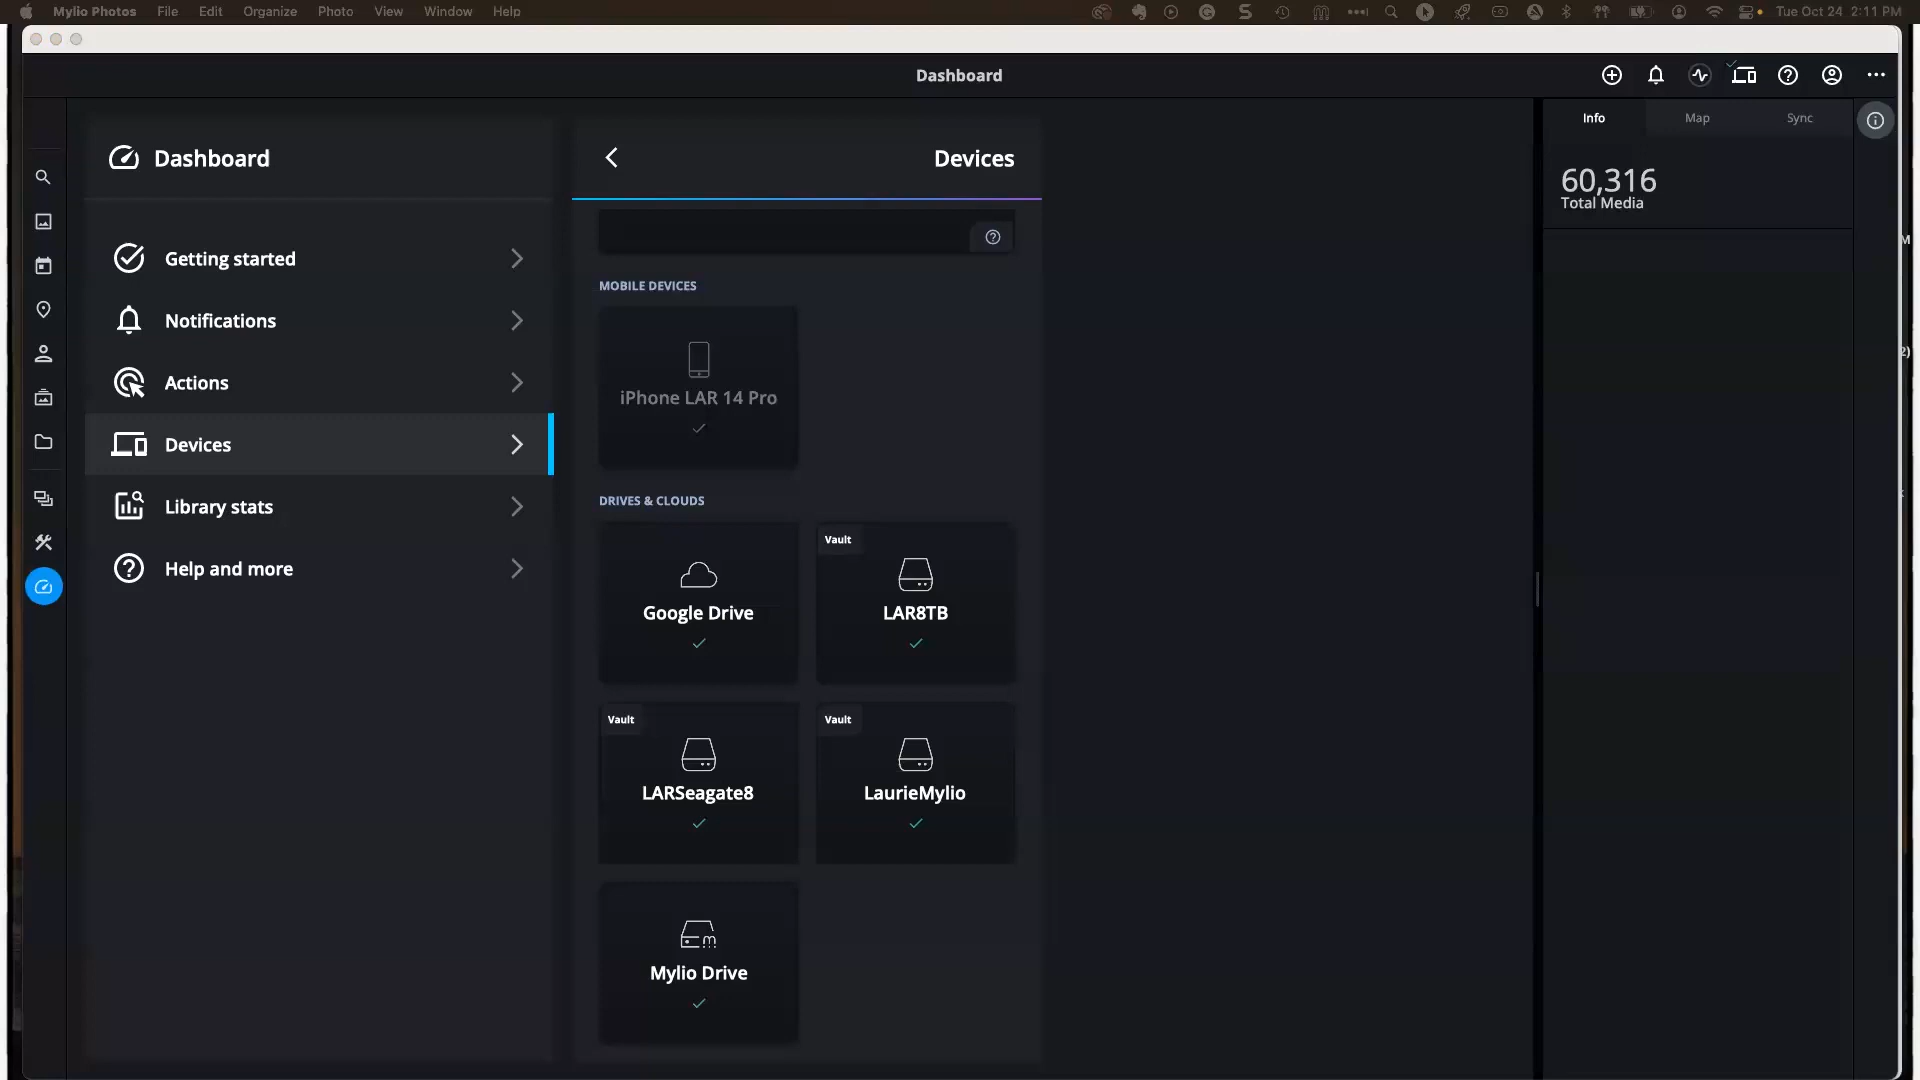 Mylio Photos File Edit Organize Photo View Window Help Tue Oct 24 2:11 PM
Dashboard
Info Map Sync
Dashboard
Devices
60,316
Total Media
Getting started
MOBILE DEVICES
Notifications
iPhone LAR 14 Pro
Actions
Devices
DRIVES & CLOUDS
Library stats
Vault
Help and more
Google Drive LAR8TB
Vault Vault
LARSeagate8 LaurieMylio
Mylio Drive